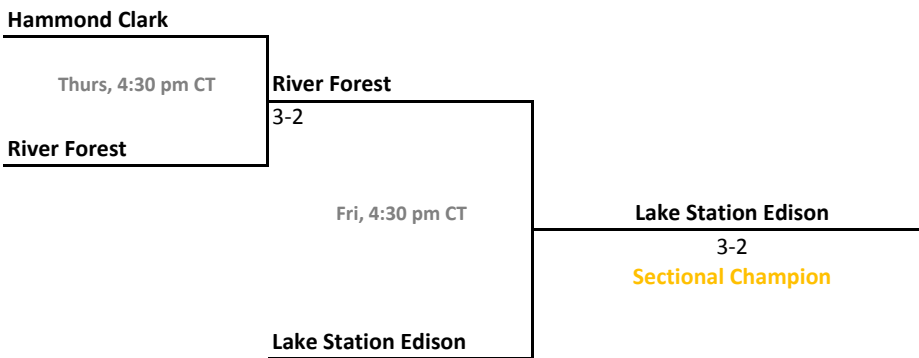 Hammond Clark
Thurs, 4:30 pm CT
River Forest
3-2
River Forest
Fri, 4:30 pm CT
Lake Station Edison
3-2
Sectional Champion
Lake Station Edison